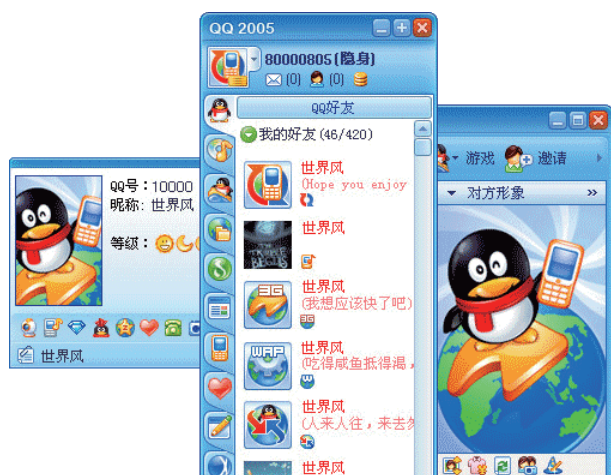 QQ 2005
80000805(隐身)
(0) (0)
QQ好友
我的好友(46/420)
世界风
(Hope you enjoy
世界风
世界风
3G
(我想应该快了吧)
世界风
WAP
(吃得咸鱼抵得渴，
世界风
(人来人往，来去匆
世界风
QQ号：10000
昵称: 世界风
等级：
世界风
游戏 邀请
对方形象